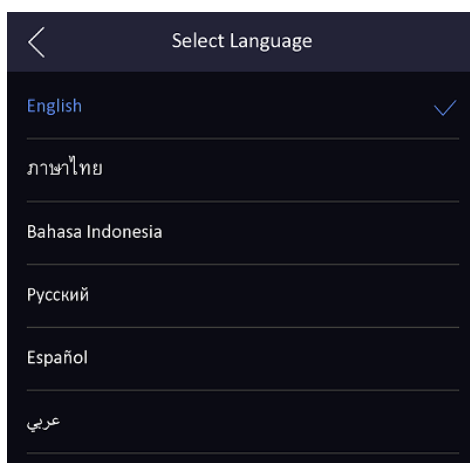 Select Language
English
ภาษาไทย
Bahasa Indonesia
Русский
Español
عربي